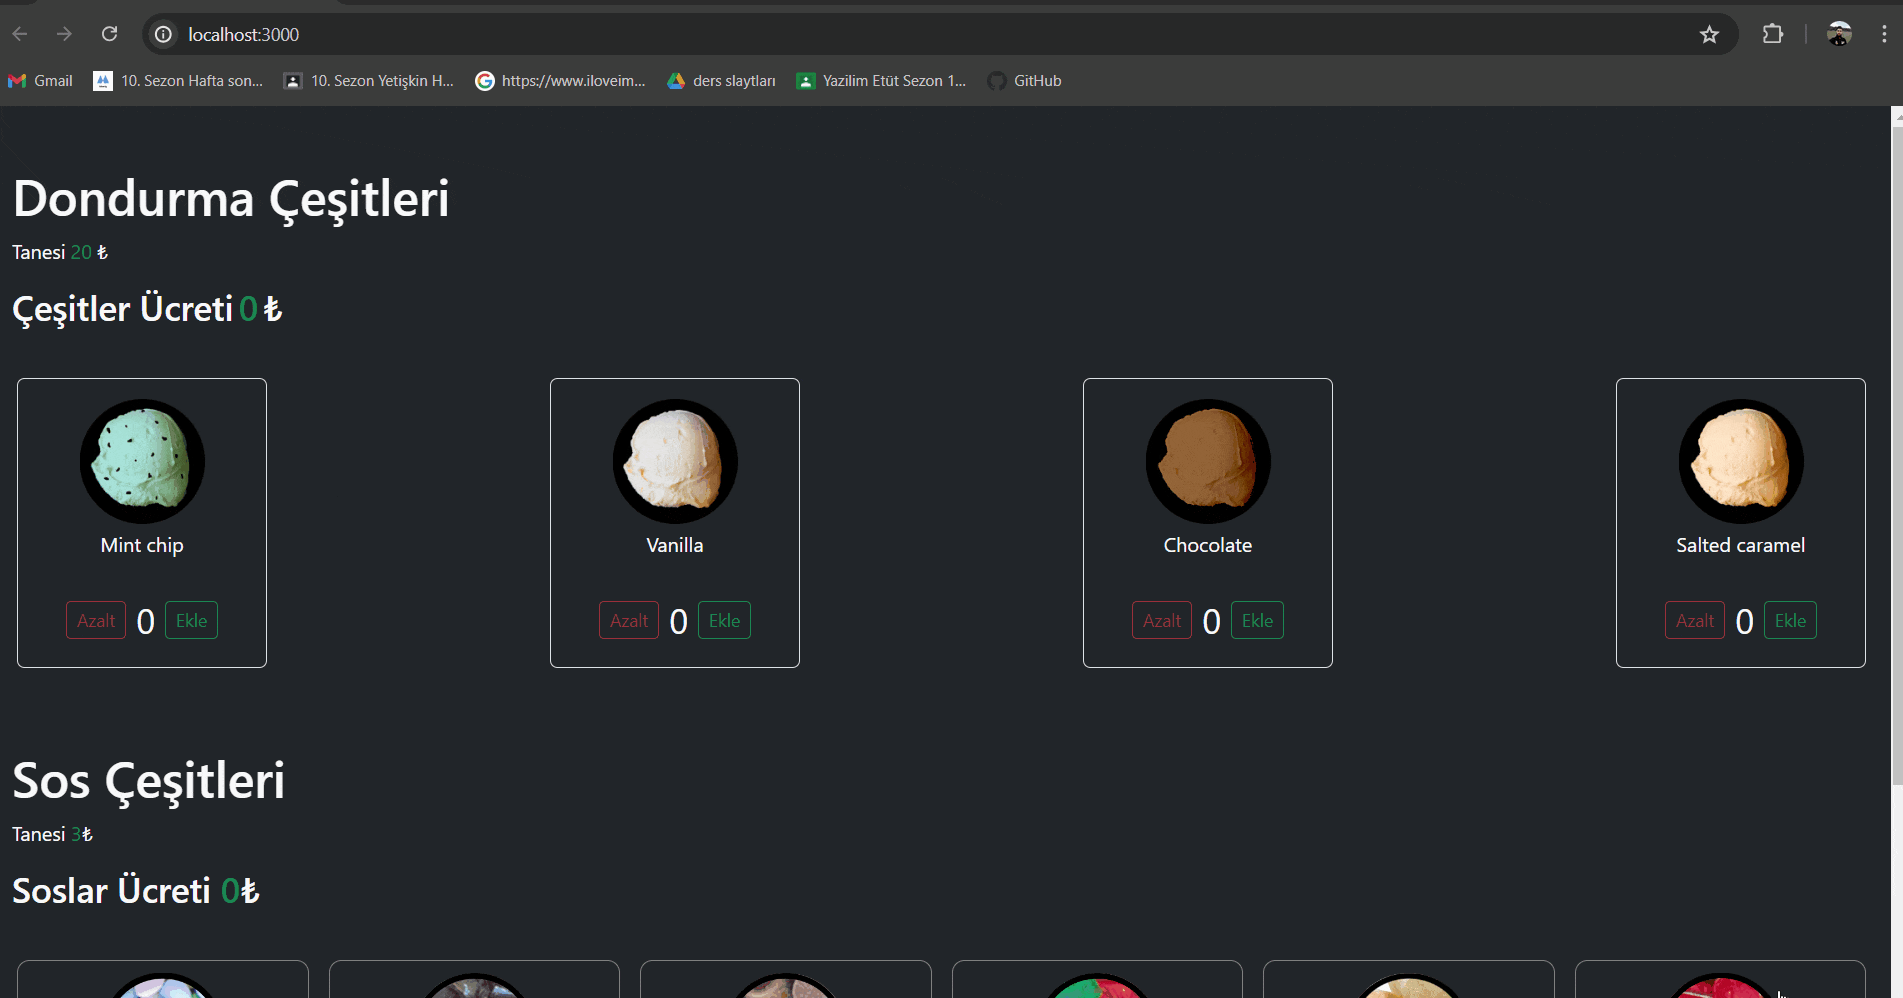 localhost:3000
Gmail 10. Sezon Hafta son... 10. Sezon Yetişkin H... https://www.iloveim... ders slaytları Yazilim Etüt Sezon 1... GitHub
Dondurma Çeşitleri
Tanesi 20 ₺
Çeşitler Ücreti 0 ₺
Mint chip Vanilla Chocolate Salted caramel
Azalt 0 Ekle Azalt 0 Ekle Azalt 0 Ekle Azalt 0 Ekle
Sos Çeşitleri
Tanesi 3₺
Soslar Ücreti 0₺